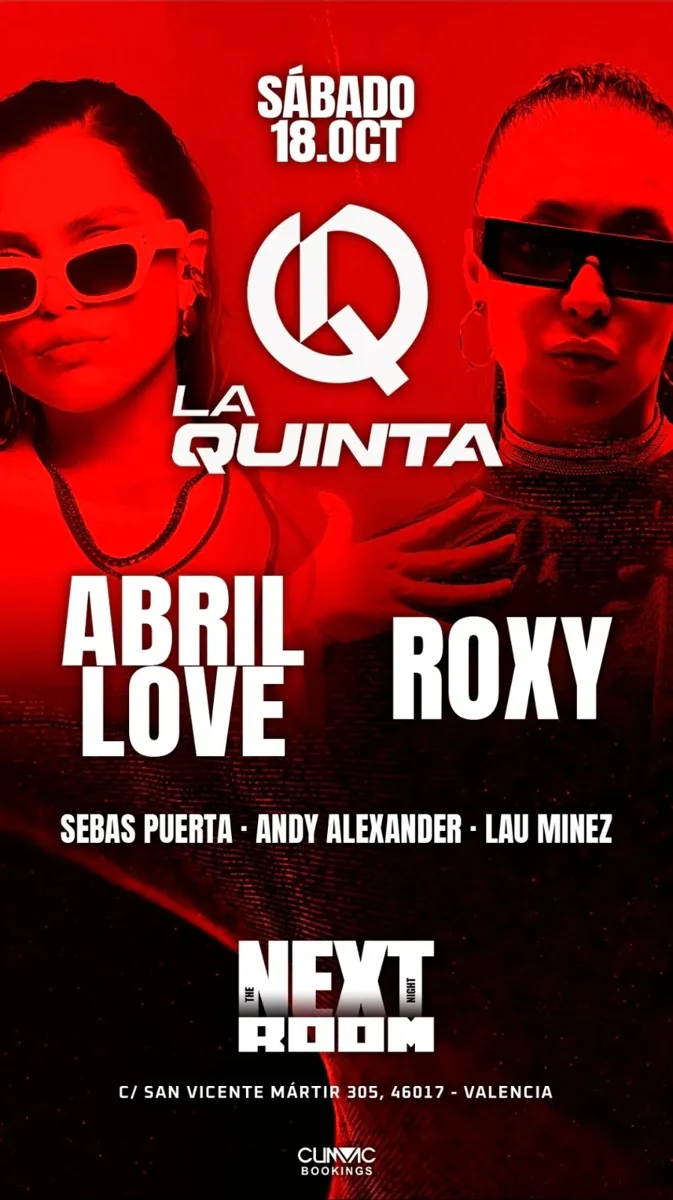 SÁBADO
18.OCT
LA
QUINTA
ABRIL
LOVE
ROXY
SEBAS PUERTA · ANDY ALEXANDER · LAU MINEZ
THE NEXT NIGHT
ROOM
C/ SAN VICENTE MÁRTIR 305, 46017 - VALENCIA
BOOKINGS